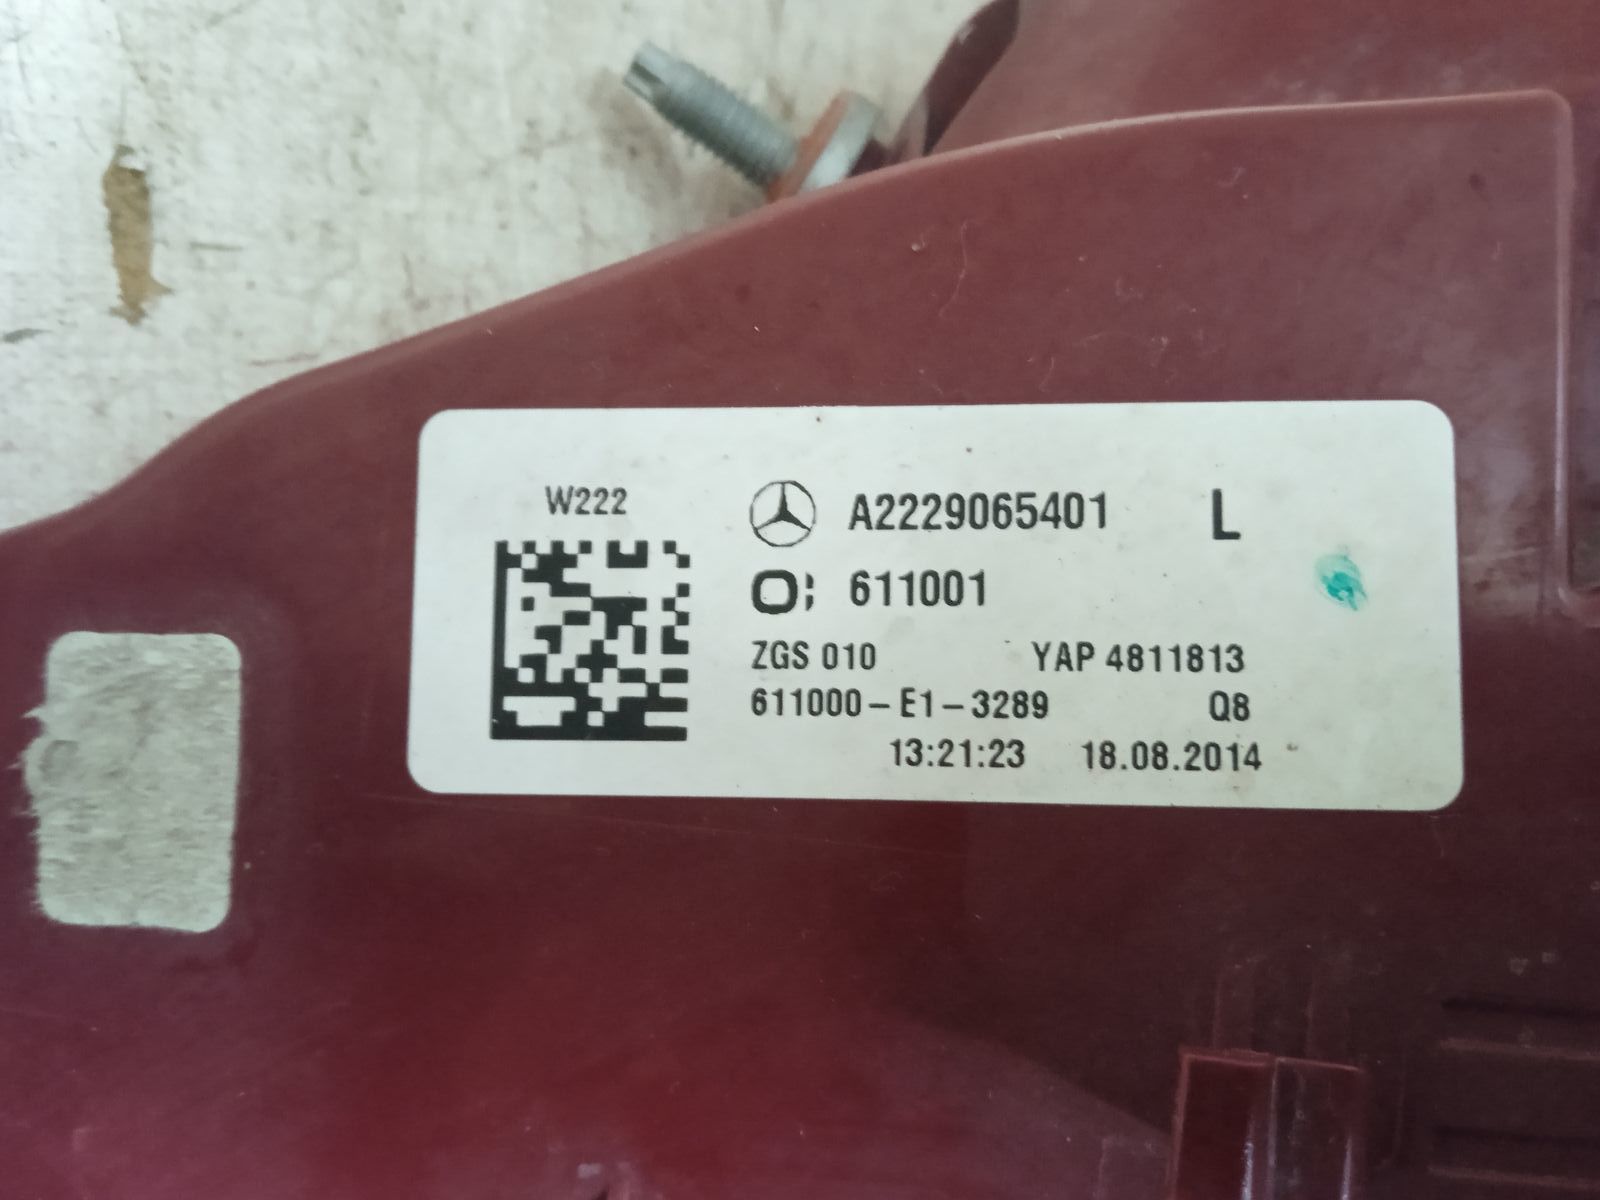 W222
A2229065401 L
O; 611001
ZGS 010 YAP 4811813
611000-E1-3289 Q8
13:21:23 18.08.2014